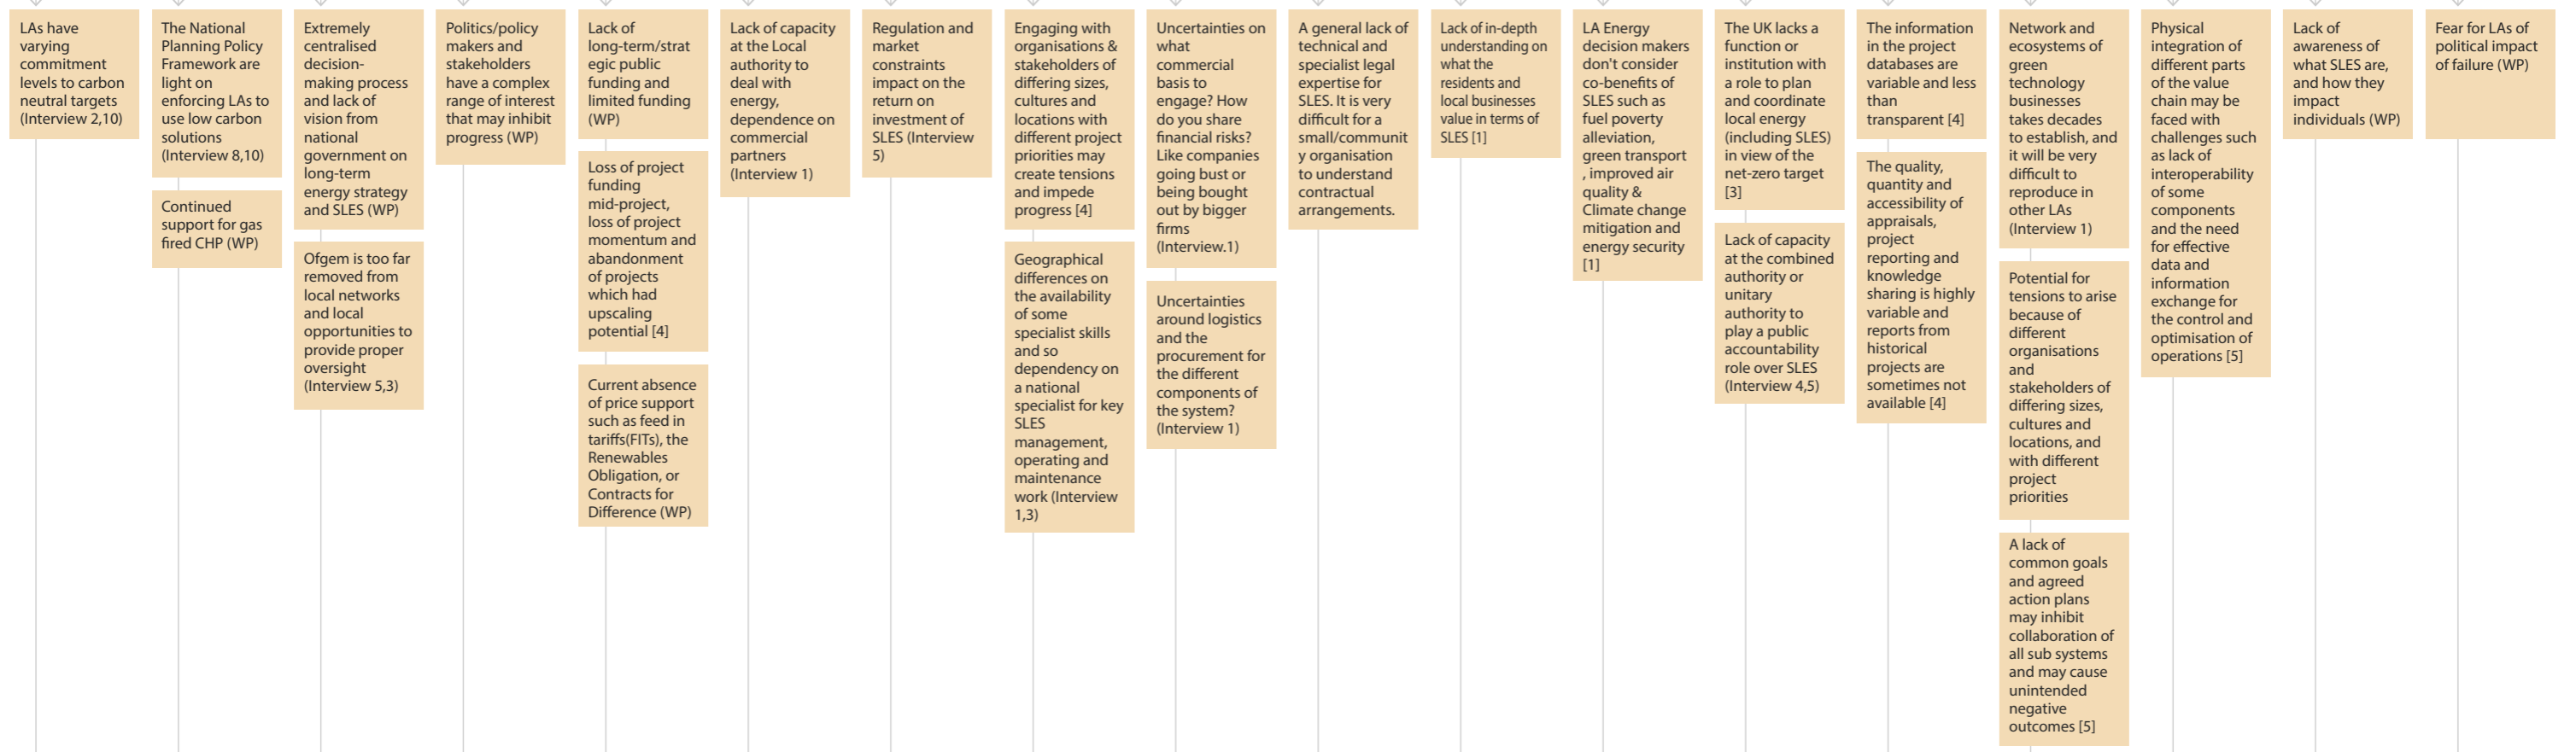 LAs have
varying
commitment
levels to carbon
neutral targets
(Interview 2,10)
The National
Planning Policy
Framework are
light on
enforcing LAs to
use low carbon
solutions
(Interview 8,10)
Continued
support for gas
fired CHP (WP)
Extremely
centralised
decision-
making process
and lack of
vision from
national
government on
long-term
energy strategy
and SLES (WP)
Ofgem is too far
removed from
local networks
and local
opportunities to
provide proper
oversight
(Interview 5,3)
Politics/policy
makers and
stakeholders
have a complex
range of interest
that may inhibit
progress (WP)
Lack of
long-term/strat
egic public
funding and
limited funding
(WP)
Loss of project
funding
mid-project,
loss of project
momentum and
abandonment
of projects
which had
upscaling
potential [4]
Current absence
of price support
such as feed in
tariffs(FITs), the
Renewables
Obligation, or
Contracts for
Difference (WP)
Lack of capacity
at the Local
authority to
deal with
energy,
dependence on
commercial
partners
(Interview 1)
Regulation and
market
constraints
impact on the
return on
investment of
SLES (Interview
5)
Engaging with
organisations &
stakeholders of
differing sizes,
cultures and
locations with
different project
priorities may
create tensions
and impede
progress [4]
Geographical
differences on
the availability
of some
specialist skills
and so
dependency on
a national
specialist for key
SLES
management,
operating and
maintenance
work (Interview
1,3)
Uncertainties on
what
commercial
basis to
engage? How
do you share
financial risks?
Like companies
going bust or
being bought
out by bigger
firms
(Interview.1)
Uncertainties
around logistics
and the
procurement for
the different
components of
the system?
(Interview 1)
A general lack of
technical and
specialist legal
expertise for
SLES. It is very
difficult for a
small/communit
y organisation
to understand
contractual
arrangements.
Lack of in-depth
understanding on
what the
residents and
local businesses
value in terms of
SLES [1]
LA Energy
decision makers
don't consider
co-benefits of
SLES such as
fuel poverty
alleviation,
green transport
, improved air
quality &
Climate change
mitigation and
energy security
[1]
The UK lacks a
function or
institution with
a role to plan
and coordinate
local energy
(including SLES)
in view of the
net-zero target
[3]
Lack of capacity
at the combined
authority or
unitary
authority to
play a public
accountability
role over SLES
(Interview 4,5)
The information
in the project
databases are
variable and less
than
transparent [4]
The quality,
quantity and
accessibility of
appraisals,
project
reporting and
knowledge
sharing is highly
variable and
reports from
historical
projects are
sometimes not
available [4]
Network and
ecosystems of
green
technology
businesses
takes decades
to establish, and
it will be very
difficult to
reproduce in
other LAs
(Interview 1)
Potential for
tensions to arise
because of
different
organisations
and
stakeholders of
differing sizes,
cultures and
locations, and
with different
project
priorities
A lack of
common goals
and agreed
action plans
may inhibit
collaboration of
all sub systems
and may cause
unintended
negative
outcomes [5]
Physical
integration of
different parts
of the value
chain may be
faced with
challenges such
as lack of
interoperability
of some
components
and the need
for effective
data and
information
exchange for
the control and
optimisation of
operations [5]
Lack of
awareness of
what SLES are,
and how they
impact
individuals (WP)
Fear for LAs of
political impact
of failure (WP)